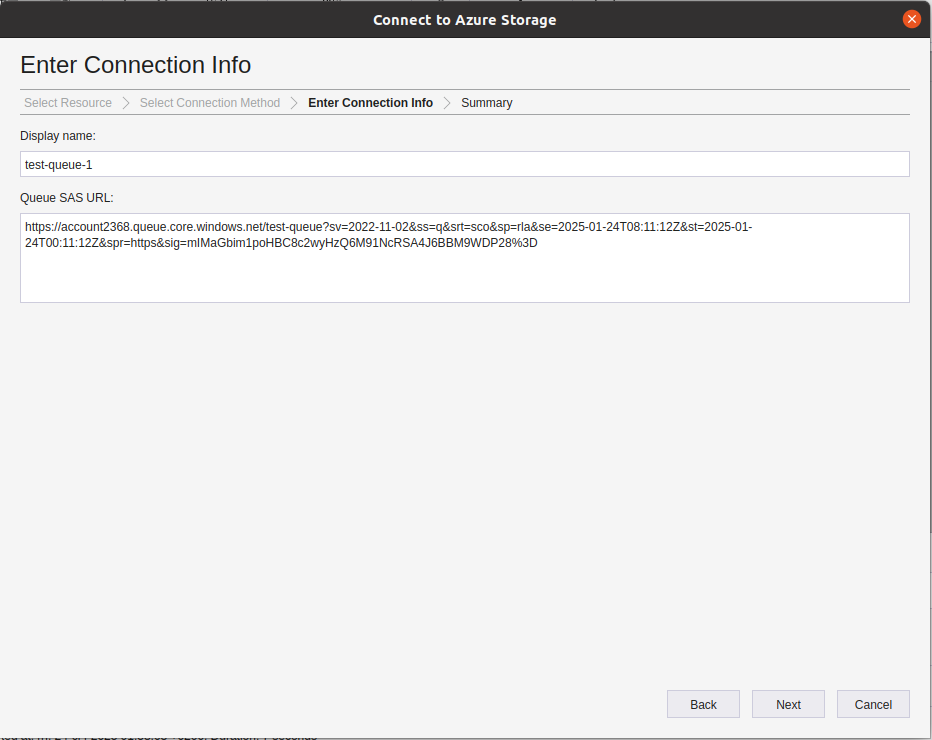 Connect to Azure Storage
Enter Connection Info
Select Resource > Select Connection Method > Enter Connection Info > Summary
Display name:
test-queue-1
Queue SAS URL:
https://account2368.queue.core.windows.net/test-queue?sv=2022-11-02&ss=q&srt=sco&sp=rla&se=2025-01-24T08:11:12Z&st=2025-01-
24T00:11:12Z&spr=https&sig=mIMaGbim1poHBC8c2wyHzQ6M91NcRSA4J6BBM9WDP28%3D
Back Next Cancel